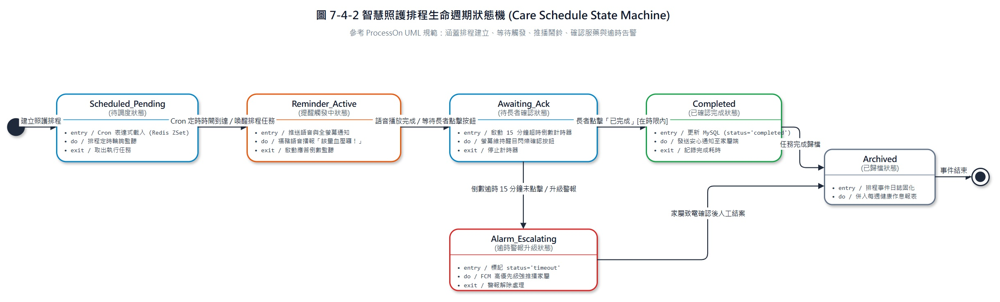 圖 7-4-2 智慧照護排程生命週期狀態機 (Care Schedule State Machine)
參考 ProcessOn UML 規範：涵蓋排程建立、等待觸發、推播鬧鈴、確認服藥與逾時告警
建立照護排程
Scheduled_Pending
(待調度狀態)
• entry / Cron 表達式載入 (Redis ZSet)
• do / 排程定時輪詢監聽
• exit / 取出執行任務
Cron 定時時間到達 / 喚醒排程任務
Reminder_Active
(提醒觸發中狀態)
• entry / 推送語音與全螢幕通知
• do / 福豬語音播報「該量血壓囉！」
• exit / 啟動應答倒數監聽
語音播放完成 / 等待長者點擊按鈕
Awaiting_Ack
(待長者確認狀態)
• entry / 啟動 15 分鐘超時倒數計時器
• do / 螢幕維持醒目閃爍確認按鈕
• exit / 停止計時器
長者點擊「已完成」[在時限內]
Completed
(已確認完成狀態)
• entry / 更新 MySQL (status='completed')
• do / 發送安心通知至家屬端
• exit / 記錄完成耗時
任務完成歸檔
Archived
(已歸檔狀態)
• entry / 排程事件日誌固化
• do / 併入每週健康作息報表
事件結束
倒數逾時 15 分鐘未點擊 / 升級警報
家屬致電確認後人工結案
Alarm_Escalating
(逾時警報升級狀態)
• entry / 標記 status='timeout'
• do / FCM 高優先級強推播家屬
• exit / 警報解除處理